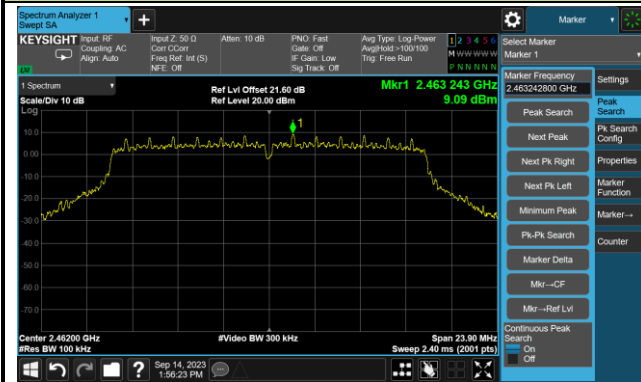 Spectrum Analyzer 1
Swept SA
+
Marker
KEYSIGHT Input: RF
Coupling: AC
Align: Auto
Input Z: 50 Ω
Corr CCorr
Freq Ref: Int (S)
NFE: Off
Atten: 10 dB
PNO: Fast
Gate: Off
IF Gain: Low
Sig Track: Off
Avg Type: Log-Power
Avg|Hold:>100/100
Trig: Free Run
1 2 3 4 5 6
M W W W W W
P N N N N N
Select Marker
Marker 1
1 Spectrum
Scale/Div 10 dB
Log
Ref Lvl Offset 21.60 dB
Ref Level 20.00 dBm
Mkr1 2.463 243 GHz
9.09 dBm
1
10.0
0.00
-10.0
-20.0
-30.0
-40.0
-50.0
-60.0
-70.0
Center 2.46200 GHz
#Res BW 100 kHz
#Video BW 300 kHz
Span 23.90 MHz
Sweep 2.40 ms (2001 pts)
Marker Frequency
2.463242800 GHz
Peak Search
Next Peak
Next Pk Right
Next Pk Left
Minimum Peak
Pk-Pk Search
Marker Delta
Mkr→CF
Mkr→Ref Lvl
Continuous Peak
Search
On
Off
Settings
Peak
Search
Pk Search
Config
Properties
Marker
Function
Marker→
Counter
?
Sep 14, 2023
1:56:23 PM